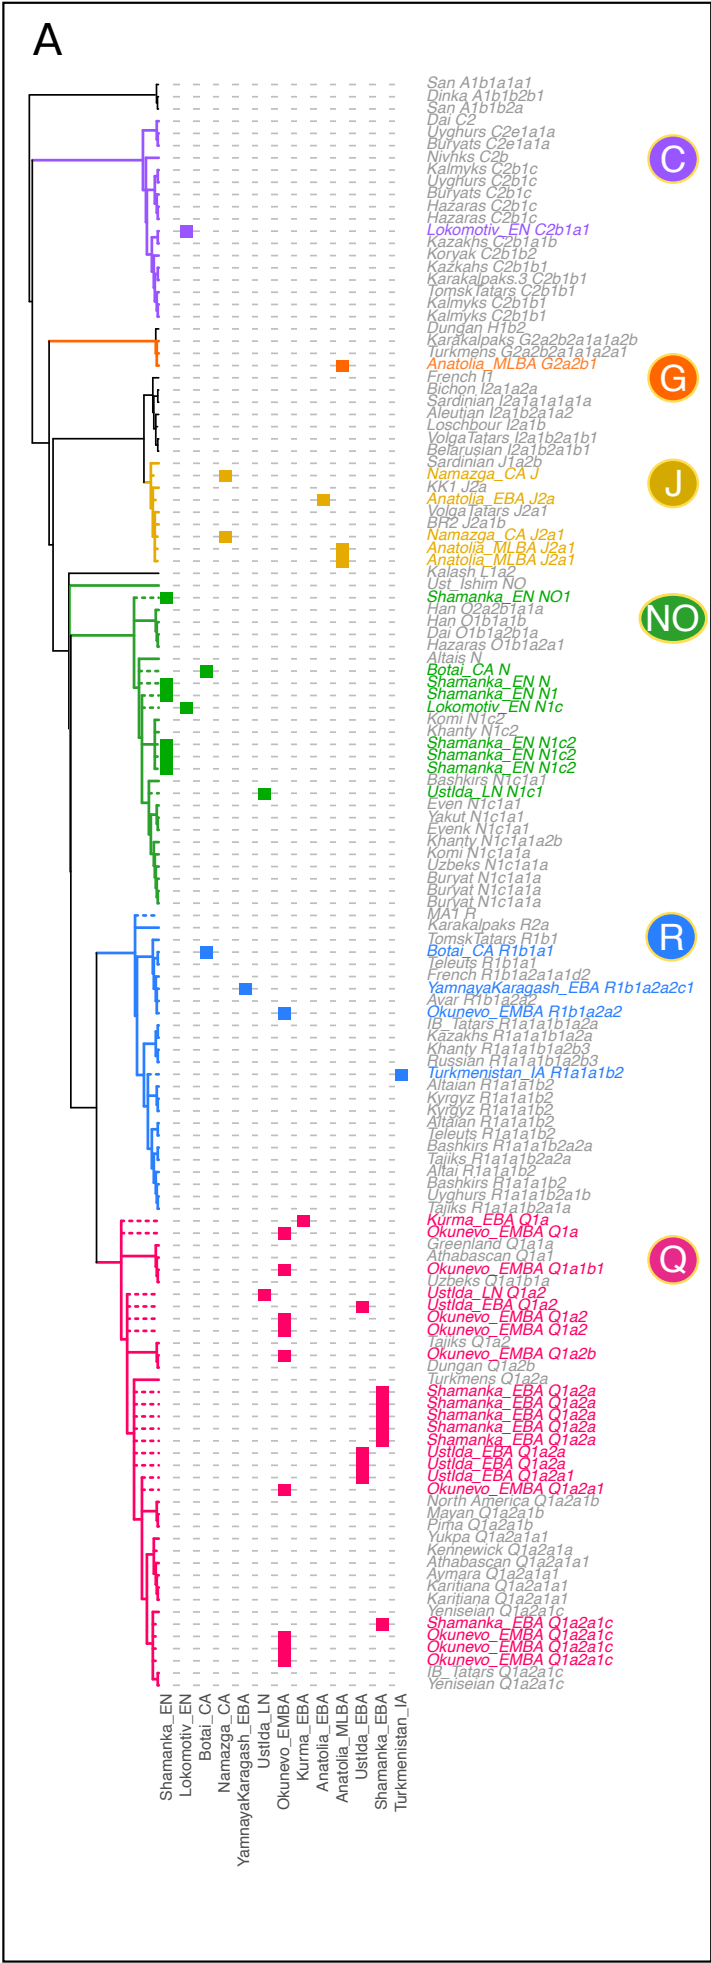 A
San A1b1a1a1
Dinka A1b1b2b1
San A1b1b2a
Dai C2
Uyghurs C2e1a1a
Buryats C2e1a1a
C
Nivhks C2b
Kalmyks C2b1c
Uyghurs C2b1c
Buryats C2b1c
Hazaras C2b1c
Hazaras C2b1c
Lokomotiv_EN C2b1a1
Kazakhs C2b1a1b
Koryak C2b1b2
Kazkahs C2b1b1
Karakalpaks.3 C2b1b1
TomskTatars C2b1b1
Kalmyks C2b1b1
Kalmyks C2b1b1
Dungan H1b2
Karakalpaks G2a2b2a1a1a2b
Turkmens G2a2b2a1a1a2a1
Anatolia_MLBA G2a2b1
G
French I1
Bichon I2a1a2a
Sardinian I2a1a1a1a1a
Aleutian I2a1b2a1a2
Loschbour I2a1b
VolgaTatars I2a1b2a1b1
Belarusian I2a1b2a1b1
Sardinian J1a2b
Namazga_CA J
J
KK1 J2a
Anatolia_EBA J2a
VolgaTatars J2a1
BR2 J2a1b
Namazga_CA J2a1
Anatolia_MLBA J2a1
Anatolia_MLBA J2a1
Kalash L1a2
Ust_Ishim NO
Shamanka_EN NO1
Han O2a2b1a1a
NO
Han O1b1a1b
Dai O1b1a2b1a
Hazaras O1b1a2a1
Altais N
Botai_CA N
Shamanka_EN N
Shamanka_EN N1
Lokomotiv_EN N1c
Komi N1c2
Khanty N1c2
Shamanka_EN N1c2
Shamanka_EN N1c2
Shamanka_EN N1c2
Bashkirs N1c1a1
UstIda_LN N1c1
Even N1c1a1
Yakut N1c1a1
Evenk N1c1a1
Khanty N1c1a1a2b
Komi N1c1a1a
Uzbeks N1c1a1a
Buryat N1c1a1a
Buryat N1c1a1a
Buryat N1c1a1a
MA1 R
Karakalpaks R2a
R
TomskTatars R1b1
Botai_CA R1b1a1
Teleuts R1b1a1
French R1b1a2a1a1d2
YamnayaKaragash_EBA R1b1a2a2c1
Avar R1b1a2a2
Okunevo_EMBA R1b1a2a2
IB_Tatars R1a1a1b1a2a
Kazakhs R1a1a1b1a2a
Khanty R1a1a1b1a2b3
Russian R1a1a1b1a2b3
Turkmenistan_IA R1a1a1b2
Altaian R1a1a1b2
Kyrgyz R1a1a1b2
Kyrgyz R1a1a1b2
Altaian R1a1a1b2
Teleuts R1a1a1b2
Bashkirs R1a1a1b2a2a
Tajiks R1a1a1b2a2a
Altai R1a1a1b2
Bashkirs R1a1a1b2
Uyghurs R1a1a1b2a1b
Tajiks R1a1a1b2a1a
Kurma_EBA Q1a
Okunevo_EMBA Q1a
Greenland Q1a1a
Athabascan Q1a1
Q
Okunevo_EMBA Q1a1b1
Uzbeks Q1a1b1a
UstIda_LN Q1a2
UstIda_EBA Q1a2
Okunevo_EMBA Q1a2
Okunevo_EMBA Q1a2
Tajiks Q1a2
Okunevo_EMBA Q1a2b
Dungan Q1a2b
Turkmens Q1a2a
Shamanka_EBA Q1a2a
Shamanka_EBA Q1a2a
Shamanka_EBA Q1a2a
Shamanka_EBA Q1a2a
Shamanka_EBA Q1a2a
UstIda_EBA Q1a2a
UstIda_EBA Q1a2a
UstIda_EBA Q1a2a1
Okunevo_EMBA Q1a2a1
North America Q1a2a1b
Mayan Q1a2a1b
Pima Q1a2a1b
Yukpa Q1a2a1a1
Kennewick Q1a2a1a
Athabascan Q1a2a1a1
Aymara Q1a2a1a1
Karitiana Q1a2a1a1
Karitiana Q1a2a1a1
Yeniseian Q1a2a1c
Shamanka_EBA Q1a2a1c
Okunevo_EMBA Q1a2a1c
Okunevo_EMBA Q1a2a1c
Okunevo_EMBA Q1a2a1c
IB_Tatars Q1a2a1c
Yeniseian Q1a2a1c
Shamanka_EN
Lokomotiv_EN
Botai_CA
Namazga_CA
YamnayaKaragash_EBA
UstIda_LN
Okunevo_EMBA
Kurma_EBA
Anatolia_EBA
Anatolia_MLBA
UstIda_EBA
Shamanka_EBA
Turkmenistan_IA